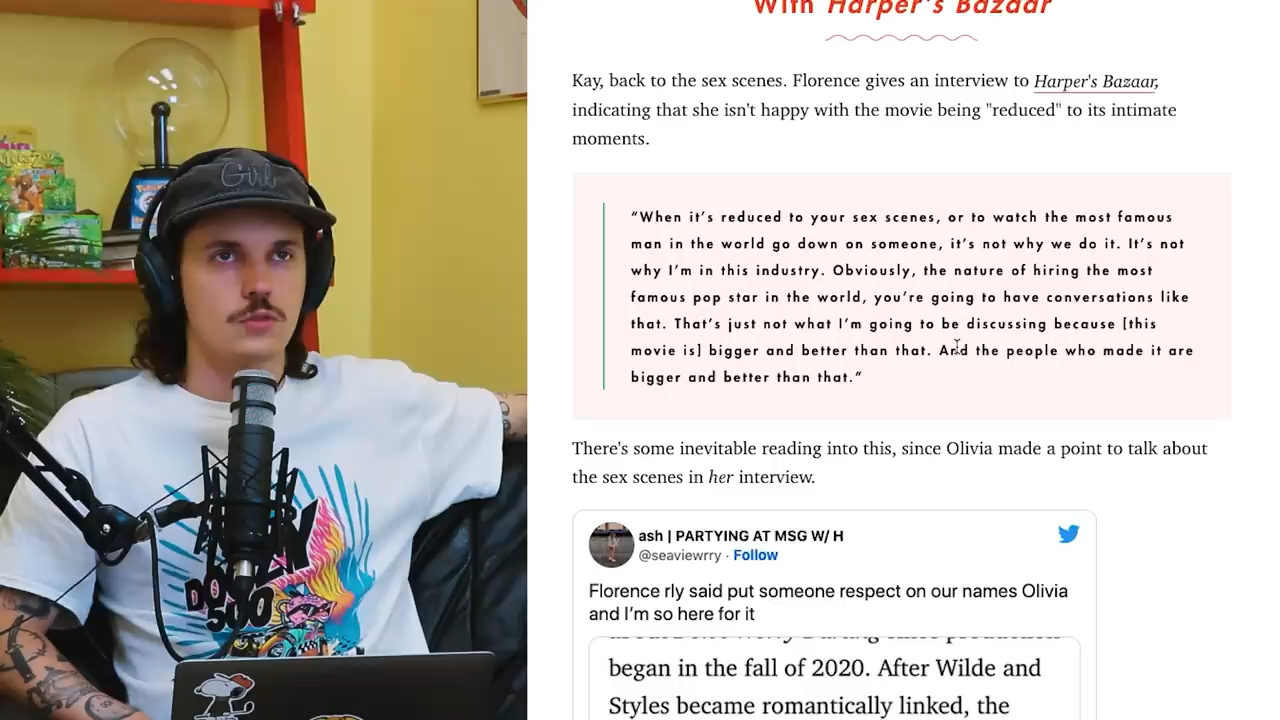 With Harper's Bazaar
Kay, back to the sex scenes. Florence gives an interview to Harper's Bazaar,
indicating that she isn't happy with the movie being "reduced" to its intimate
moments.
“When it’s reduced to your sex scenes, or to watch the most famous
man in the world go down on someone, it’s not why we do it. It’s not
why I’m in this industry. Obviously, the nature of hiring the most
famous pop star in the world, you’re going to have conversations like
that. That’s just not what I’m going to be discussing because [this
movie is] bigger and better than that. And the people who made it are
bigger and better than that.”
There's some inevitable reading into this, since Olivia made a point to talk about
the sex scenes in her interview.
ash | PARTYING AT MSG W/ H
@seaviewrry · Follow
Florence rly said put someone respect on our names Olivia
and I’m so here for it
began in the fall of 2020. After Wilde and
Styles became romantically linked, the
Girl
500